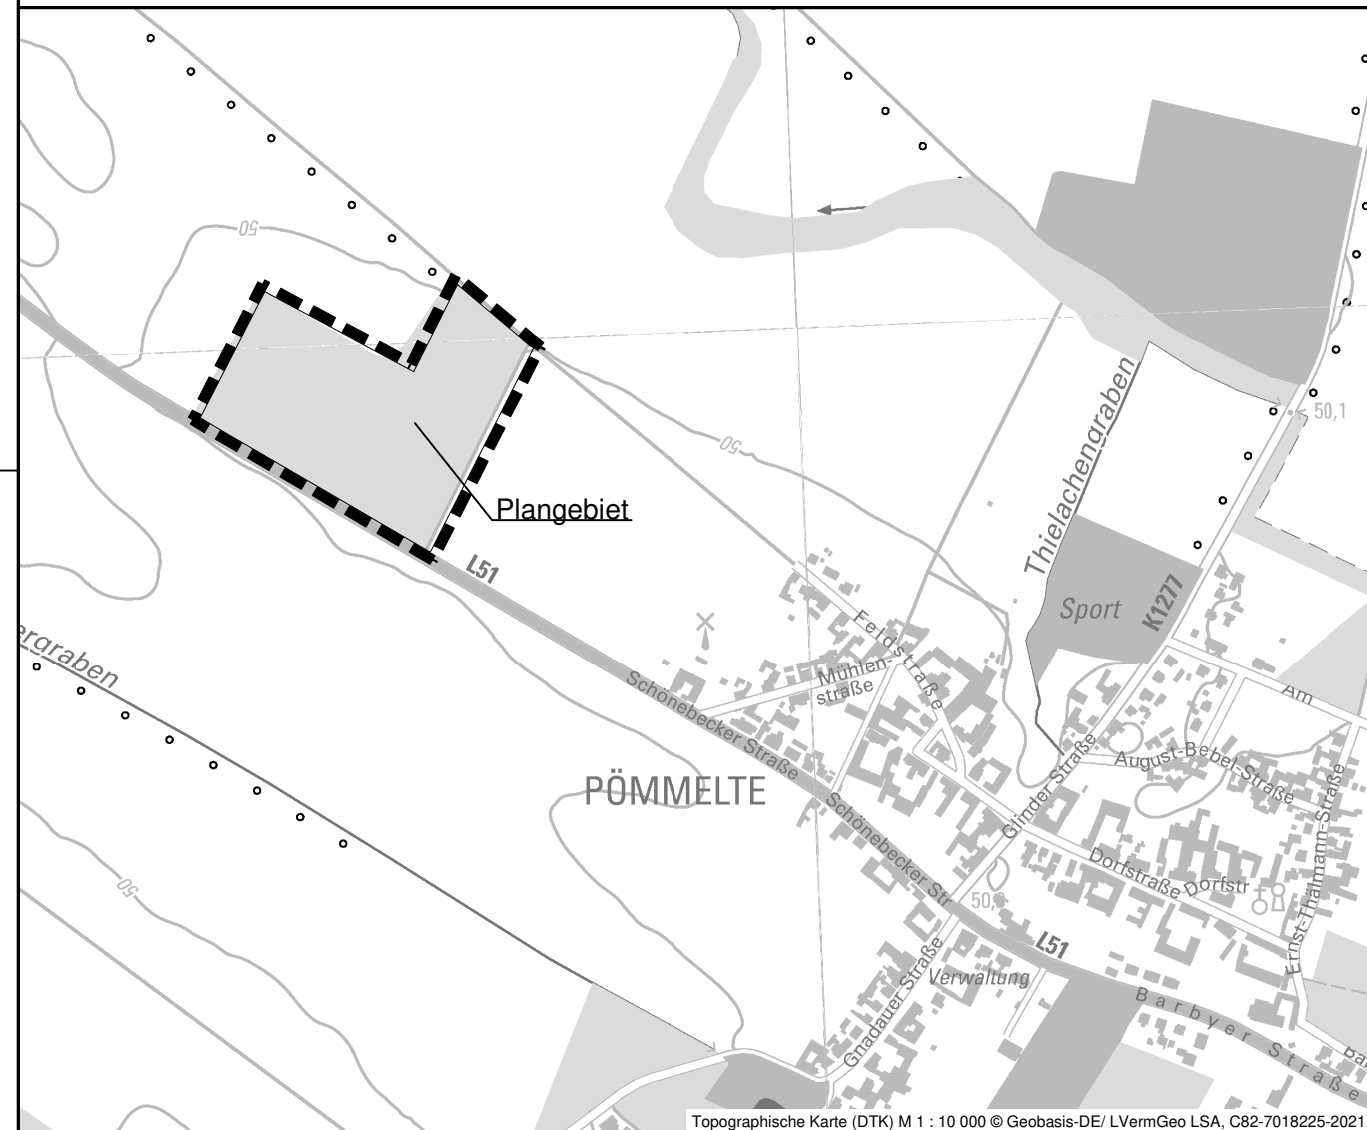 50
50,1
Thielachengraben
50
Plangebiet
L51
K1277
Sport
Feldstraße
ergraben
Mühlen-
straße
Schönebecker Straße
Am
August-Bebel-Straße
PÖMMELTE
Glinder Straße
Ernst-Thälmann-Straße
Schönebecker Str
Dorfstraße
Dorfstr
50
L51
Verwaltung
Gnadauer Straße
Barbyer Straße
Topographische Karte (DTK) M 1 : 10 000 © Geobasis-DE/ LVermGeo LSA, C82-7018225-2021